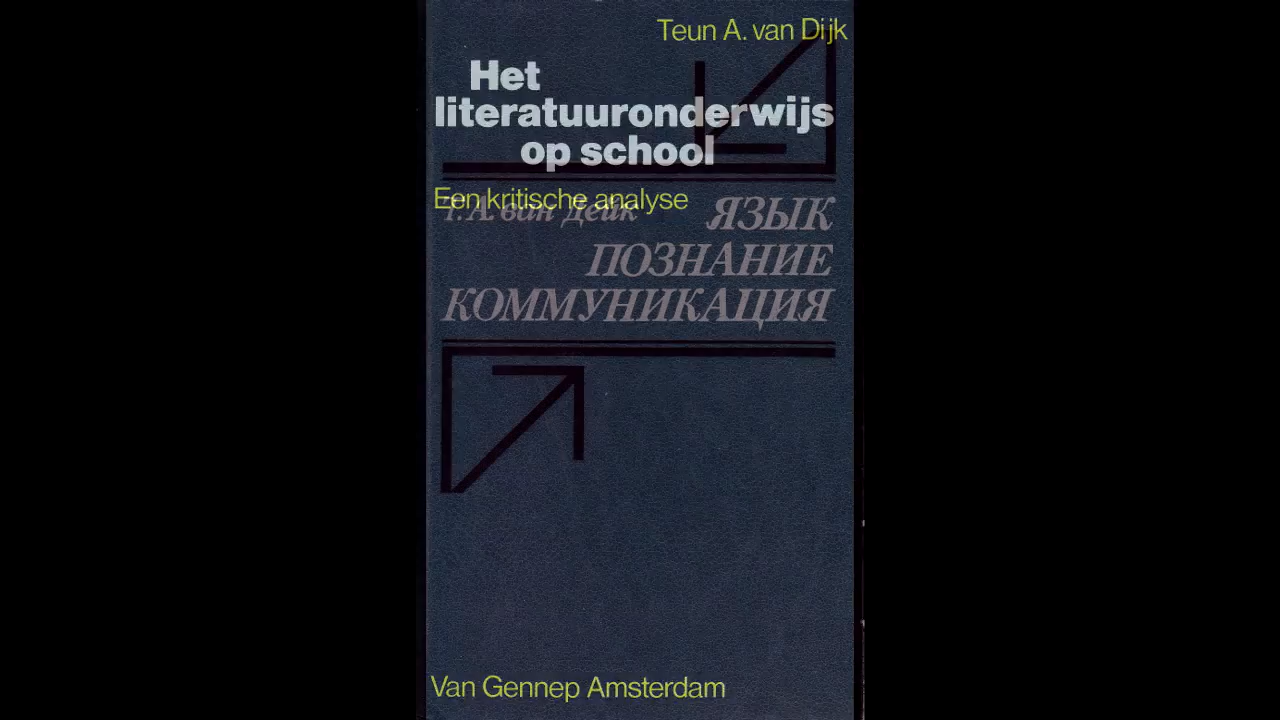 Teun A. van Dijk
Het
literatuuronderwijs
op school
Een kritische analyse
Т. А. ван Дейк
ЯЗЫК
ПОЗНАНИЕ
КОММУНИКАЦИЯ
Van Gennep Amsterdam